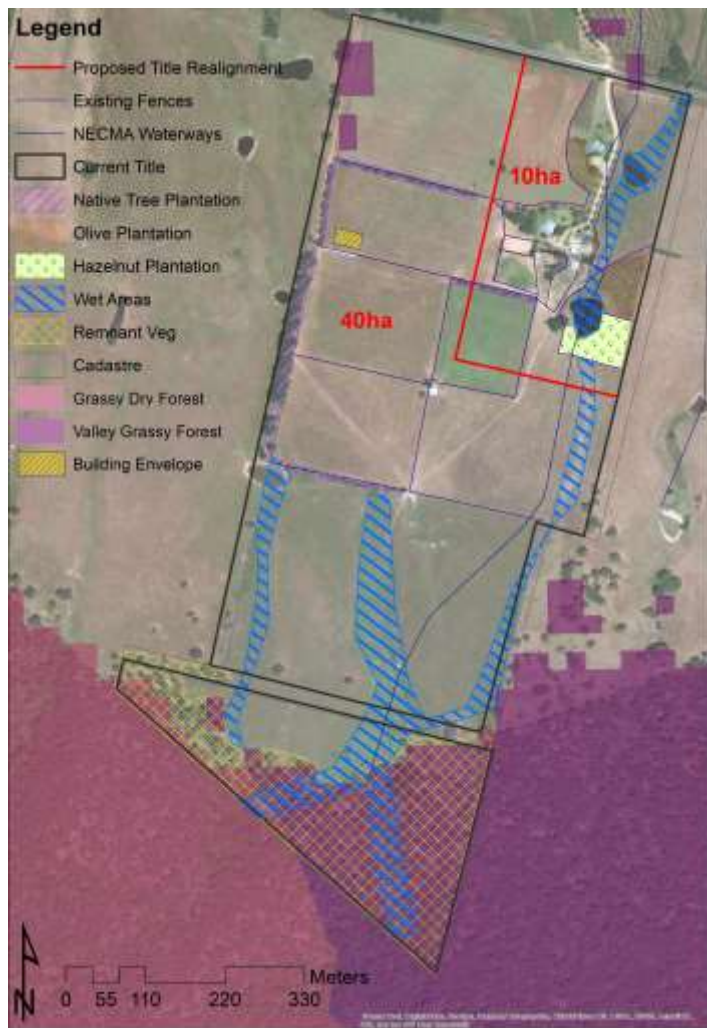 Legend
Proposed Title Realignment
Existing Fences
NECMA Waterways
Current Title
Native Tree Plantation
Olive Plantation
Hazelnut Plantation
Wet Areas
Remnant Veg
Cadastre
Grassy Dry Forest
Valley Grassy Forest
Building Envelope
10ha
40ha
N
Meters
0 55 110 220 330